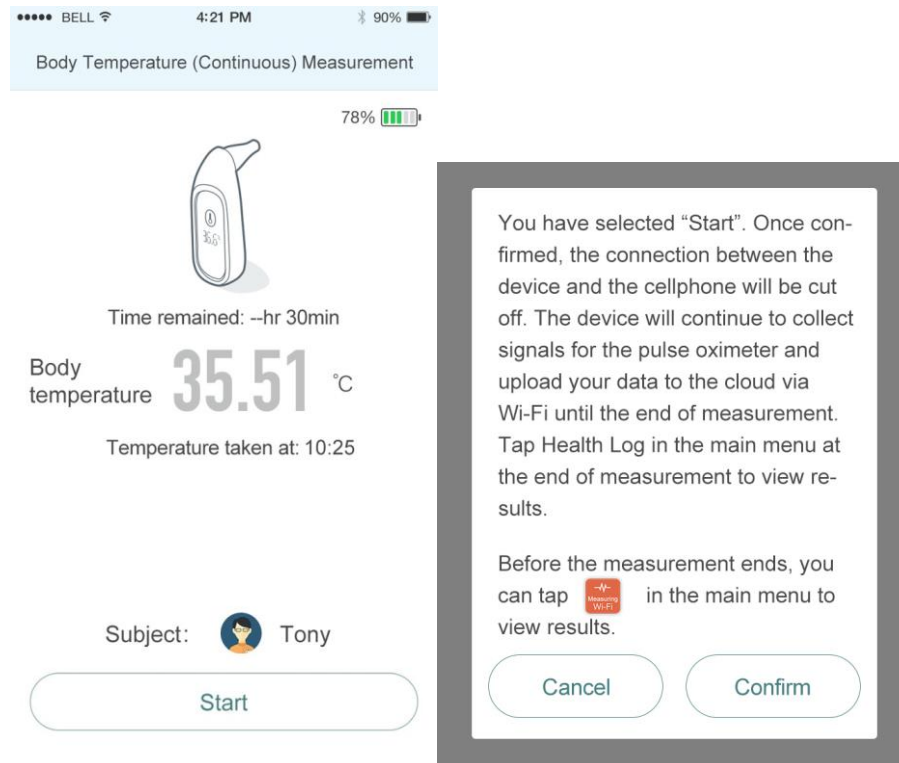 BELL 4:21 PM 90%
Body Temperature (Continuous) Measurement
78%
36.6°
Time remained: --hr 30min
Body
temperature 35.51 °C
Temperature taken at: 10:25
Subject: Tony
Start
You have selected “Start”. Once con-
firmed, the connection between the
device and the cellphone will be cut
off. The device will continue to collect
signals for the pulse oximeter and
upload your data to the cloud via
Wi-Fi until the end of measurement.
Tap Health Log in the main menu at
the end of measurement to view re-
sults.
Before the measurement ends, you
can tap Measuring Wi-Fi in the main menu to
view results.
Cancel Confirm